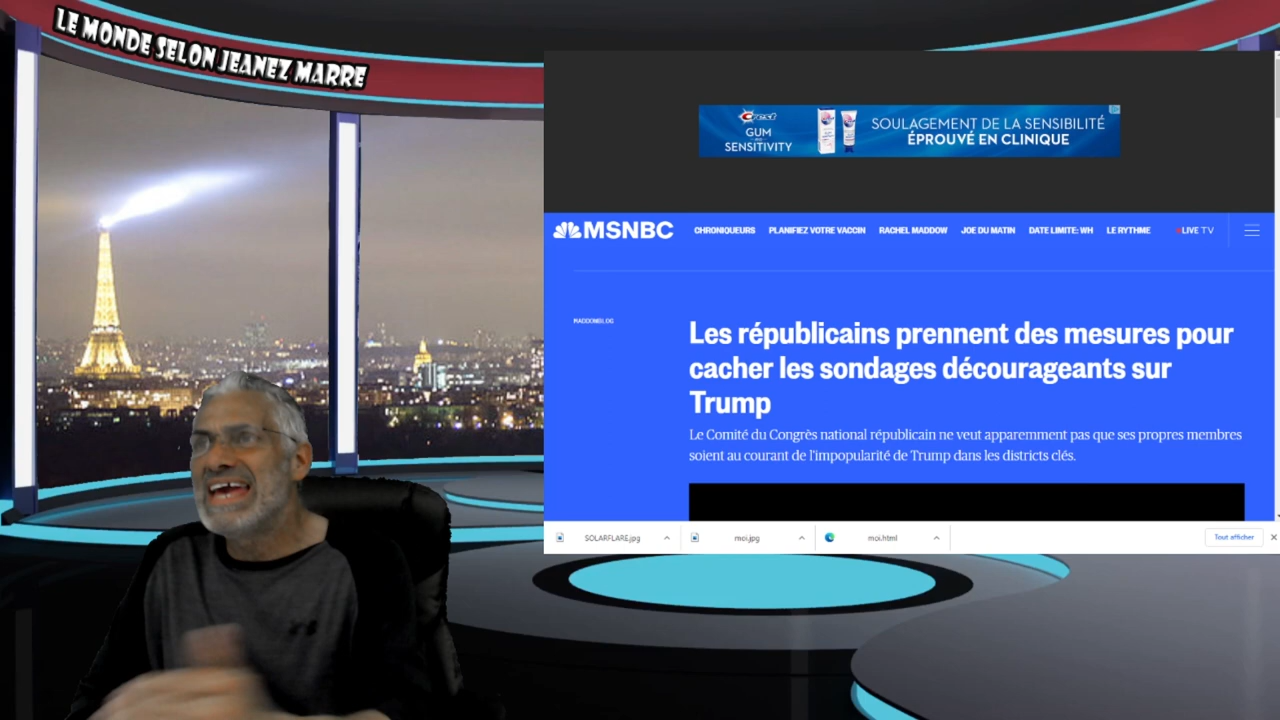 LE MONDE SELON JEANEZ MARRE
Crest
GUM
SENSITIVITY
SOULAGEMENT DE LA SENSIBILITÉ
ÉPROUVÉ EN CLINIQUE
MSNBC
CHRONIQUEURS PLANIFIEZ VOTRE VACCIN RACHEL MADDOW JOE DU MATIN DATE LIMITE: WH LE RYTHME LIVE TV
MADDOWBLOG
Les républicains prennent des mesures pour
cacher les sondages décourageants sur
Trump
Le Comité du Congrès national républicain ne veut apparemment pas que ses propres membres
soient au courant de l'impopularité de Trump dans les districts clés.
SOLARFLARE.jpg moi.jpg moi.html Tout afficher